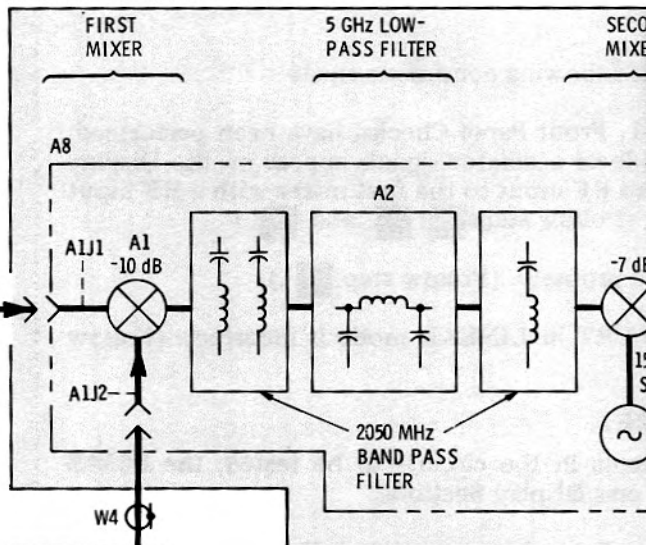 FIRST
MIXER
5 GHz LOW-
PASS FILTER
SECO
MIXE
A8
A1J1
A1
-10 dB
A2
-7 dB
A1J2
15
S
2050 MHz
BAND PASS
FILTER
W4